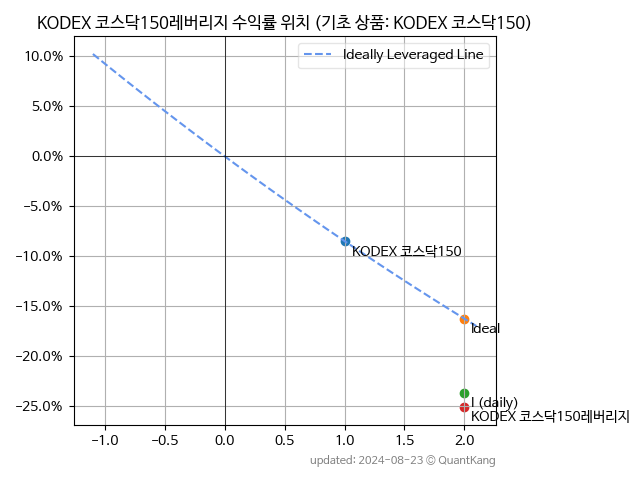 KODEX 코스닥150레버리지 수익률 위치 (기초 상품: KODEX 코스닥150)
Ideally Leveraged Line
10.0%
5.0%
0.0%
−5.0%
−10.0%
−15.0%
−20.0%
−25.0%
KODEX 코스닥150
Ideal
I (daily)
KODEX 코스닥150레버리지
−1.0 −0.5 0.0 0.5 1.0 1.5 2.0
updated: 2024-08-23 © QuantKang